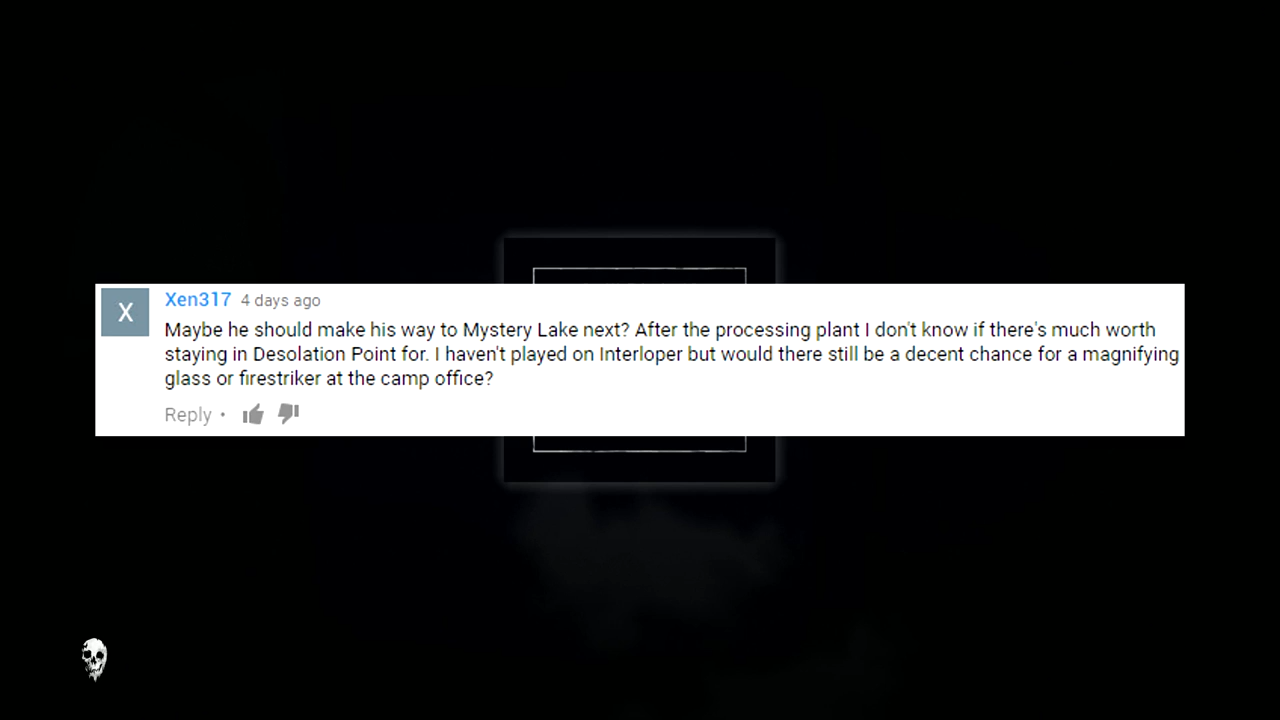 X
Xen317 4 days ago
Maybe he should make his way to Mystery Lake next? After the processing plant I don't know if there's much worth
staying in Desolation Point for. I haven't played on Interloper but would there still be a decent chance for a magnifying
glass or firestriker at the camp office?
Reply •